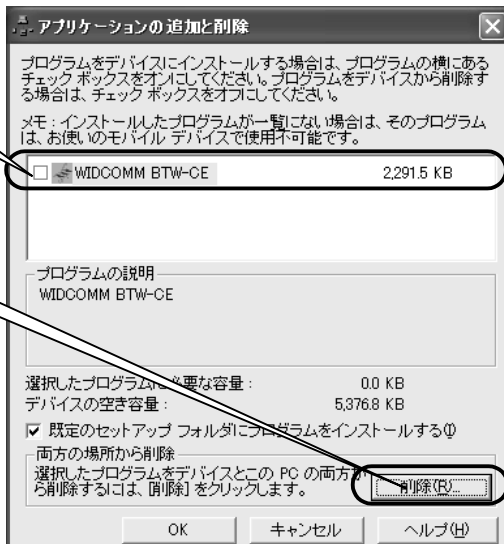 アプリケーションの追加と削除
プログラムをデバイスにインストールする場合は、プログラムの横にある
チェック ボックスをオンにしてください。プログラムをデバイスから削除す
る場合は、チェック ボックスをオフにしてください。
メモ : インストールしたプログラムが一覧にない場合は、そのプログラム
は、お使いのモバイル デバイスで使用不可能です。
WIDCOMM BTW-CE 2,291.5 KB
プログラムの説明
WIDCOMM BTW-CE
選択したプログラムに必要な容量 : 0.0 KB
デバイスの空き容量 : 5,376.8 KB
既定のセットアップ フォルダにプログラムをインストールする(I)
両方の場所から削除
選択したプログラムをデバイスとこの PC の両方か
ら削除するには、[削除] をクリックします。
削除(R)...
OK キャンセル ヘルプ(H)